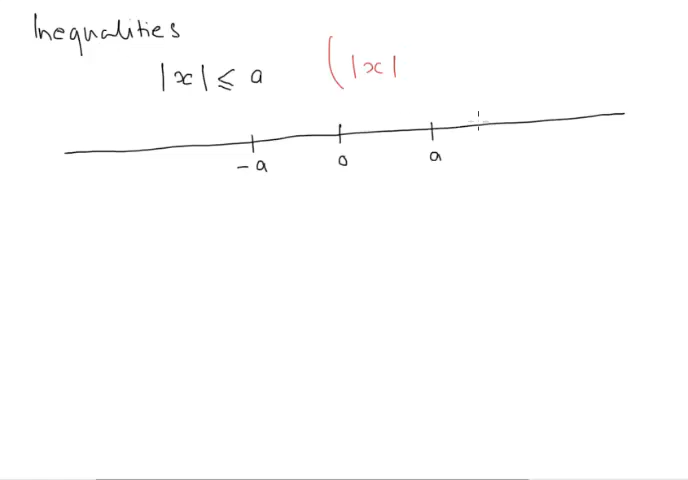 Inequalities
|x| ⩽ a (|x|
-a 0 a